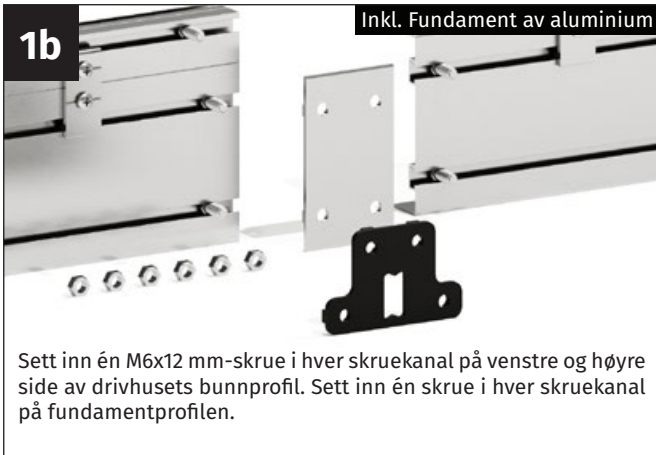 1b
Inkl. Fundament av aluminium
Sett inn én M6x12 mm-skrue i hver skruekanal på venstre og høyre
side av drivhusets bunnprofil. Sett inn én skrue i hver skruekanal
på fundamentprofilen.